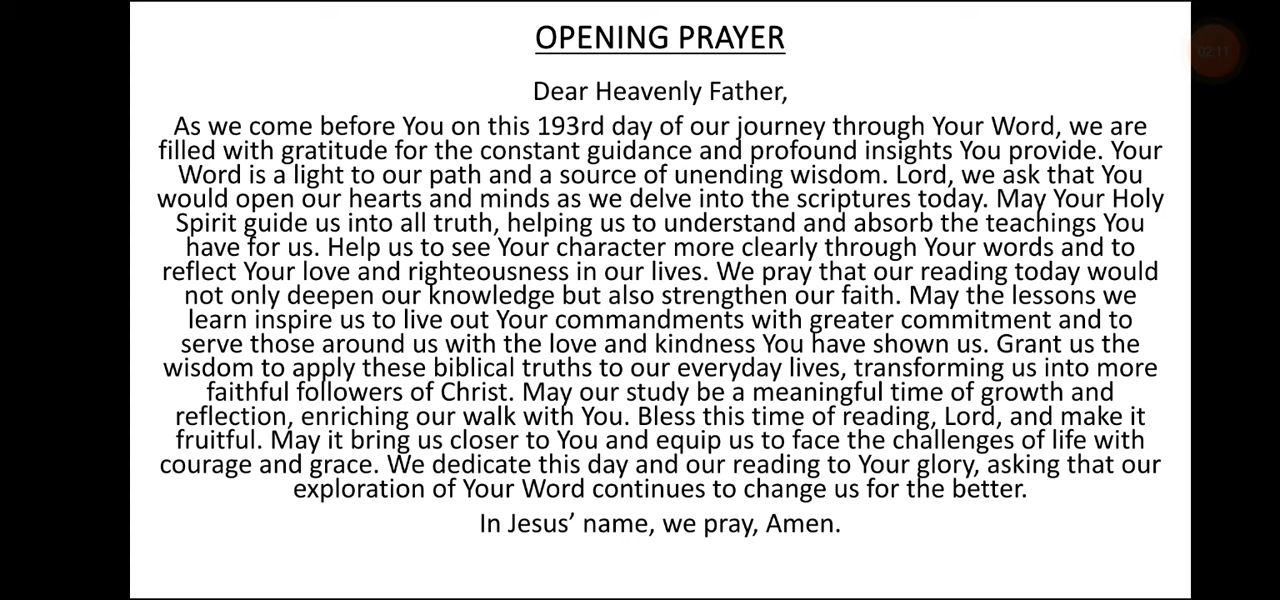 OPENING PRAYER
02:11
Dear Heavenly Father,
As we come before You on this 193rd day of our journey through Your Word, we are
filled with gratitude for the constant guidance and profound insights You provide. Your
Word is a light to our path and a source of unending wisdom. Lord, we ask that You
would open our hearts and minds as we delve into the scriptures today. May Your Holy
Spirit guide us into all truth, helping us to understand and absorb the teachings You
have for us. Help us to see Your character more clearly through Your words and to
reflect Your love and righteousness in our lives. We pray that our reading today would
not only deepen our knowledge but also strengthen our faith. May the lessons we
learn inspire us to live out Your commandments with greater commitment and to
serve those around us with the love and kindness You have shown us. Grant us the
wisdom to apply these biblical truths to our everyday lives, transforming us into more
faithful followers of Christ. May our study be a meaningful time of growth and
reflection, enriching our walk with You. Bless this time of reading, Lord, and make it
fruitful. May it bring us closer to You and equip us to face the challenges of life with
courage and grace. We dedicate this day and our reading to Your glory, asking that our
exploration of Your Word continues to change us for the better.
In Jesus’ name, we pray, Amen.